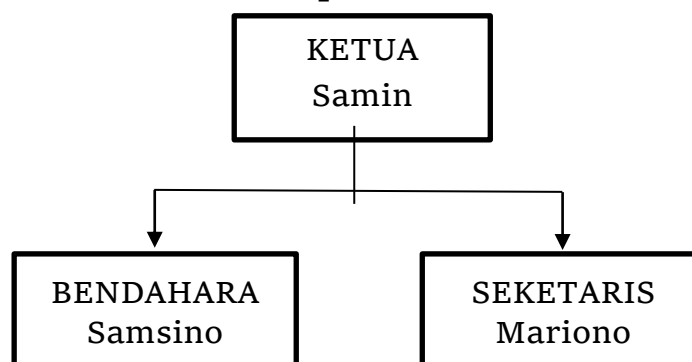 KETUA
Samin
BENDAHARA
Samsino
SEKETARIS
Mariono